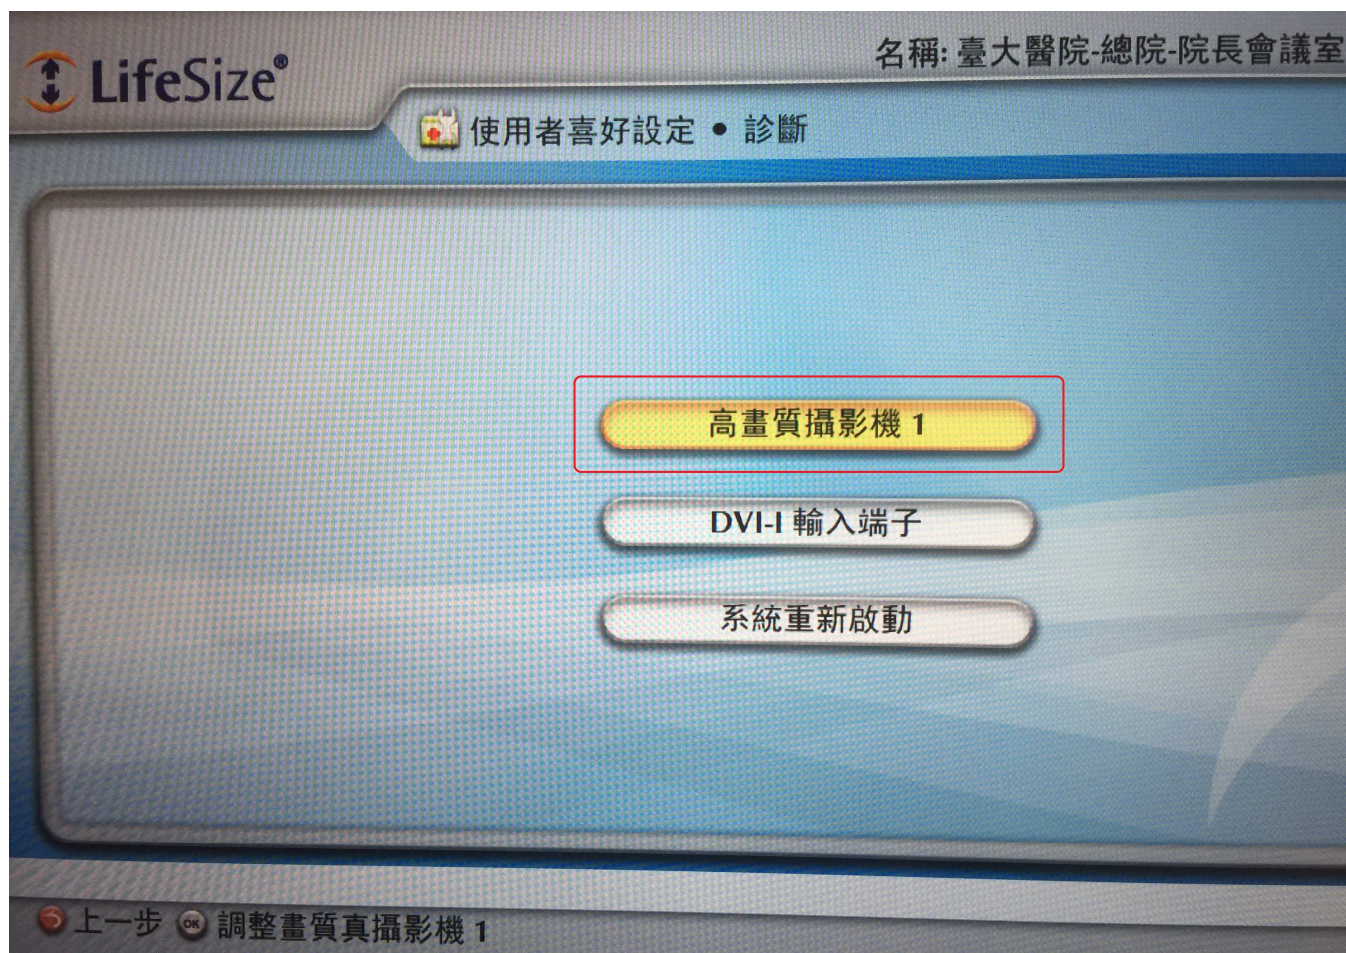 名稱: 臺大醫院-總院-院長會議室
LifeSize®
使用者喜好設定 • 診斷
高畫質攝影機 1
DVI-I 輸入端子
系統重新啟動
上一步 OK 調整畫質真攝影機 1